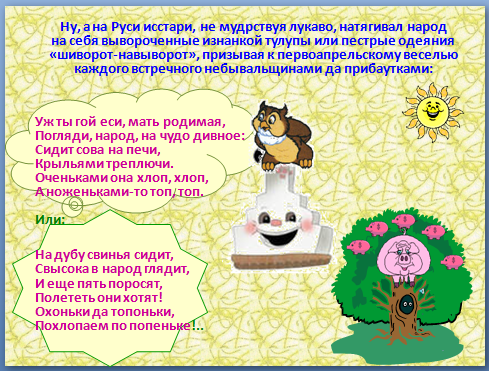 Ну, а на Руси исстари, не мудрствуя лукаво, натягивал народ
на себя вывороченные изнанкой тулупы или пестрые одеяния
«шиворот-навыворот», призывая к первоапрельскому веселью
каждого встречного небывальщинами да прибаутками:
Уж ты гой еси, мать родимая,
Погляди, народ, на чудо дивное:
Сидит сова на печи,
Крыльями треплючи.
Оченьками она хлоп, хлоп,
А ноженьками-то топ, топ.
Или:
На дубу свинья сидит,
Свысока в народ глядит,
И еще пять поросят,
Полететь они хотят!
Охоньки да топоньки,
Похлопаем по попеньке!..